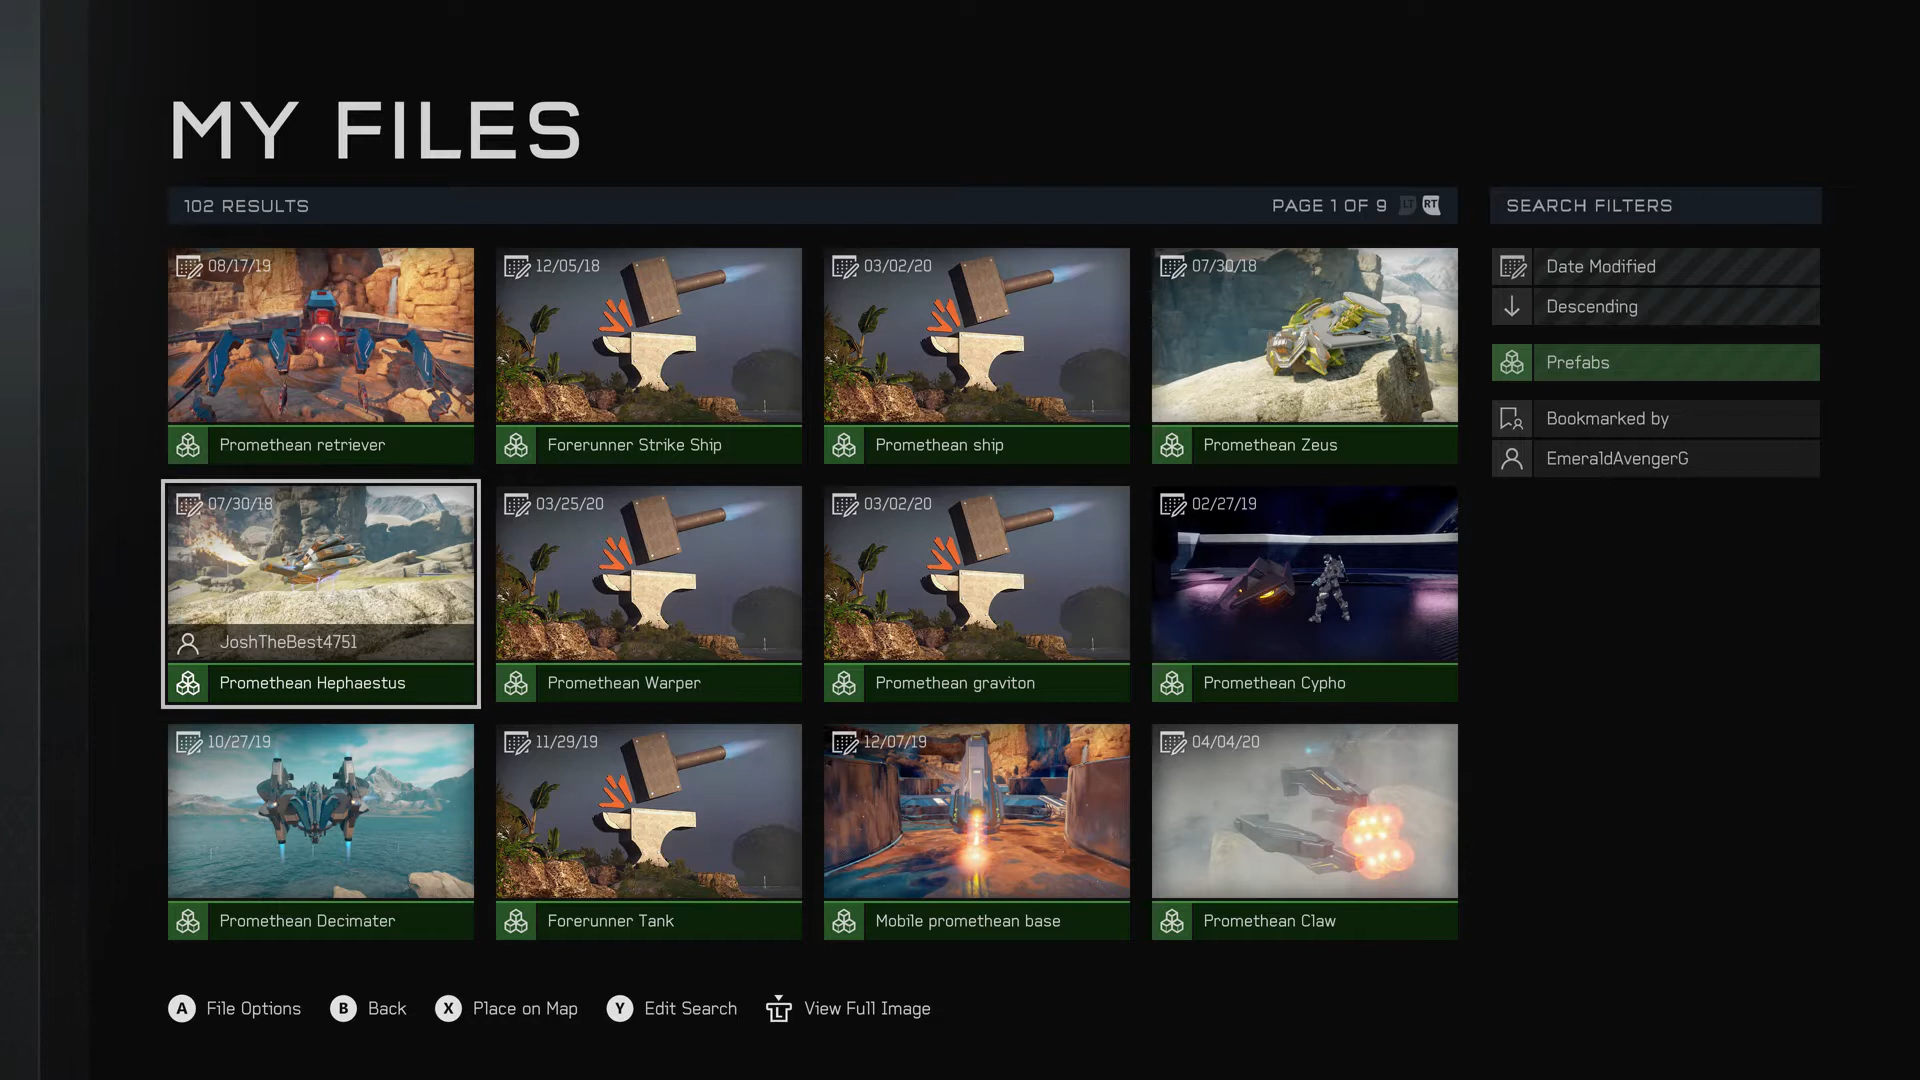 MY FILES
102 RESULTS
PAGE 1 OF 9 LT RT
SEARCH FILTERS
08/17/19
12/05/18
03/02/20
07/30/18
Promethean retriever
Forerunner Strike Ship
Promethean ship
Promethean Zeus
07/30/18
03/25/20
03/02/20
02/27/19
JoshTheBest4751
Promethean Hephaestus
Promethean Warper
Promethean graviton
Promethean Cypho
10/27/19
11/29/19
12/07/19
04/04/20
Promethean Decimater
Forerunner Tank
Mobile promethean base
Promethean Claw
Date Modified
Descending
Prefabs
Bookmarked by
EmeraldAvengerG
A File Options B Back X Place on Map Y Edit Search L View Full Image